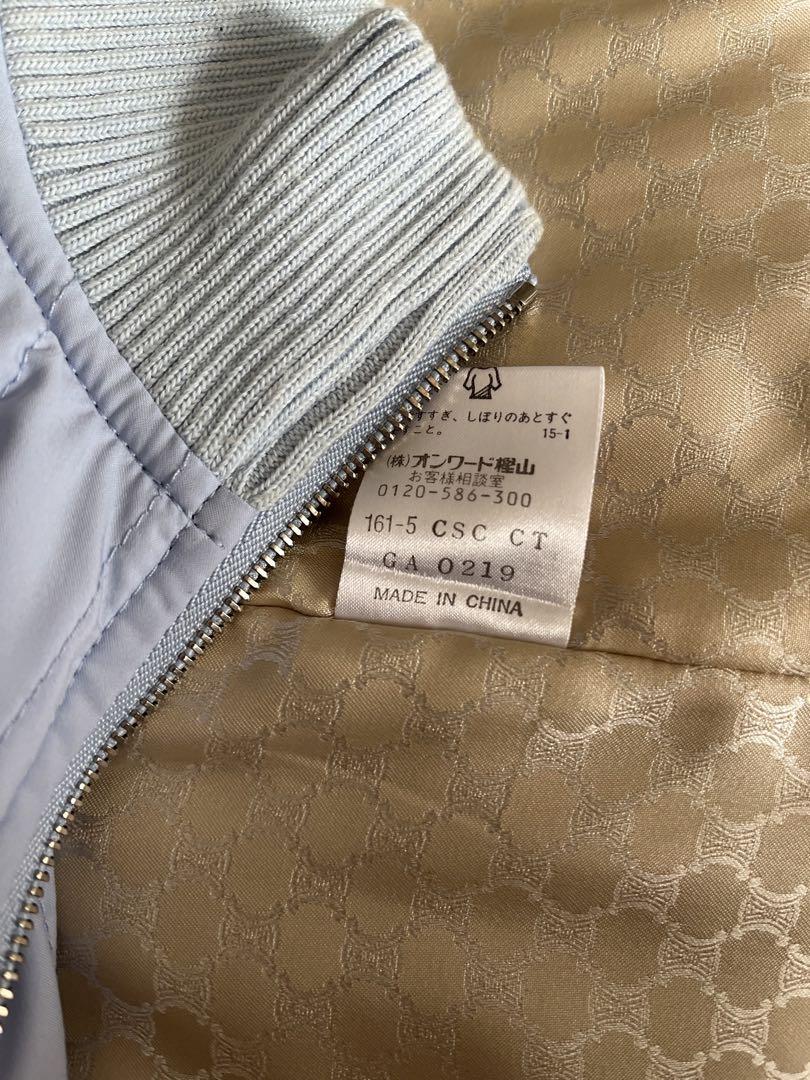 すすぎ、しぼりのあとすぐ
こと。 15-1
(株)オンワード樫山
お客様相談室
0120-586-300
161-5 CSC CT
GA 0219
MADE IN CHINA